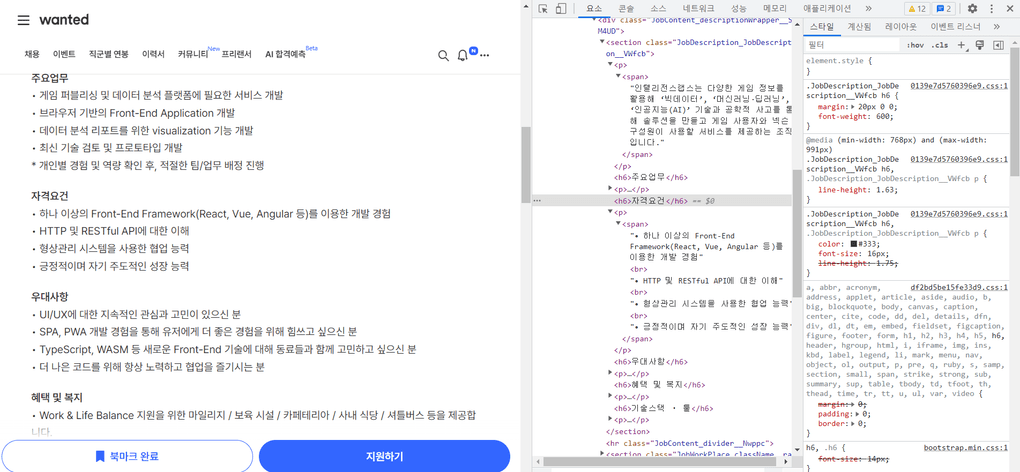 wanted
채용 이벤트 직군별 연봉 이력서 커뮤니티 New 프리랜서 AI 합격예측 Beta
N
주요업무
• 게임 퍼블리싱 및 데이터 분석 플랫폼에 필요한 서비스 개발
• 브라우저 기반의 Front-End Application 개발
• 데이터 분석 리포트를 위한 visualization 기능 개발
• 최신 기술 검토 및 프로토타입 개발
* 개인별 경험 및 역량 확인 후, 적절한 팀/업무 배정 진행
자격요건
• 하나 이상의 Front-End Framework(React, Vue, Angular 등)를 이용한 개발 경험
• HTTP 및 RESTful API에 대한 이해
• 형상관리 시스템을 사용한 협업 능력
• 긍정적이며 자기 주도적인 성장 능력
우대사항
• UI/UX에 대한 지속적인 관심과 고민이 있으신 분
• SPA, PWA 개발 경험을 통해 유저에게 더 좋은 경험을 위해 힘쓰고 싶으신 분
• TypeScript, WASM 등 새로운 Front-End 기술에 대해 동료들과 함께 고민하고 싶으신 분
• 더 나은 코드를 위해 항상 노력하고 협업을 즐기시는 분
혜택 및 복지
• Work & Life Balance 지원을 위한 마일리지 / 보육 시설 / 카페테리아 / 사내 식당 / 셔틀버스 등을 제공합
니다.
북마크 완료
지원하기
요소 콘솔 소스 네트워크 성능 메모리 애플리케이션 » 12 2
<div class="JobContent_descriptionWrapper__S
M4UD">
<section class="JobDescription_JobDescript
on__VWfcb">
<p>
<span>
"인텔리전스랩스는 다양한 게임 정보를
활용해 '빅데이터', '머신러닝·딥러닝',
'인공지능(AI)' 기술과 공학적 사고를 통
해 솔루션을 만들고 게임 사용자와 넥슨
구성원이 사용할 서비스를 제공하는 조직
입니다."
</span>
</p>
<h6>주요업무</h6>
<p>…</p>
<h6>자격요건</h6> == $0
<p>
<span>
"• 하나 이상의 Front-End
Framework(React, Vue, Angular 등)를
이용한 개발 경험"
<br>
"• HTTP 및 RESTful API에 대한 이해"
<br>
"• 형상관리 시스템을 사용한 협업 능력"
<br>
"• 긍정적이며 자기 주도적인 성장 능력"
</span>
</p>
<h6>우대사항</h6>
<p>…</p>
<h6>혜택 및 복지</h6>
<p>…</p>
<h6>기술스택 ・ 툴</h6>
<p>…</p>
</section>
<hr class="JobContent_divider__Nwppc">
<section class="JobWorkPlace_className__ra
스타일 계산됨 레이아웃 이벤트 리스너 »
필터 :hov .cls +
element.style {
}
.JobDescription_JobDe 0139e7d5760396e9.css:1
scription__VWfcb h6 {
margin: 20px 0 0;
font-weight: 600;
}
@media (min-width: 768px) and (max-width:
991px)
.JobDescription_JobDe 0139e7d5760396e9.css:1
scription__VWfcb h6,
.JobDescription_JobDescription__VWfcb p {
line-height: 1.63;
}
.JobDescription_JobDe 0139e7d5760396e9.css:1
scription__VWfcb h6,
.JobDescription_JobDescription__VWfcb p {
color: #333;
font-size: 16px;
line-height: 1.75;
}
a, abbr, acronym, df2bd5be15fe33d9.css:1
address, applet, article, aside, audio, b,
big, blockquote, body, canvas, caption,
center, cite, code, dd, del, details, dfn,
div, dl, dt, em, embed, fieldset, figcaption,
figure, footer, form, h1, h2, h3, h4, h5, h6,
header, hgroup, html, i, iframe, img, ins,
kbd, label, legend, li, mark, menu, nav,
object, ol, output, p, pre, q, ruby, s, samp,
section, small, span, strike, strong, sub,
summary, sup, table, tbody, td, tfoot, th,
thead, time, tr, tt, u, ul, var, video {
margin: 0;
padding: 0;
border: 0;
}
h6, .h6 { bootstrap.min.css:1
font-size: 14px;